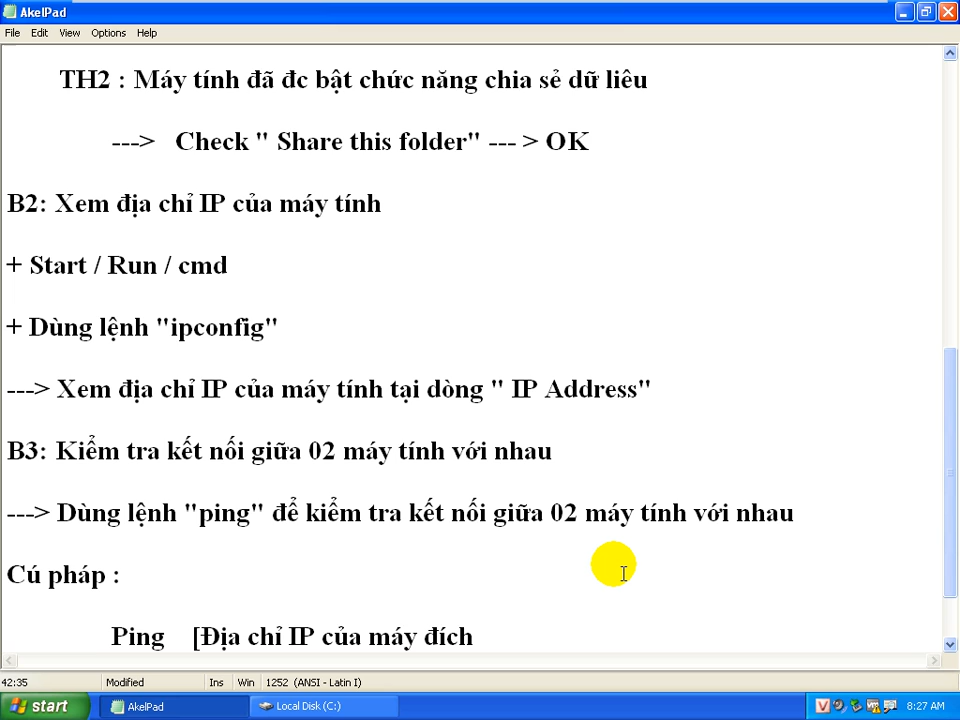 AkelPad
File Edit View Options Help
TH2 : Máy tính đã đc bật chức năng chia sẻ dữ liêu
---> Check " Share this folder" --- > OK
B2: Xem địa chỉ IP của máy tính
+ Start / Run / cmd
+ Dùng lệnh "ipconfig"
---> Xem địa chỉ IP của máy tính tại dòng " IP Address"
B3: Kiểm tra kết nối giữa 02 máy tính với nhau
---> Dùng lệnh "ping" để kiểm tra kết nối giữa 02 máy tính với nhau
Cú pháp :
Ping [Địa chỉ IP của máy đích
42:35 Modified Ins Win 1252 (ANSI - Latin I)
start AkelPad Local Disk (C:) V 8:27 AM